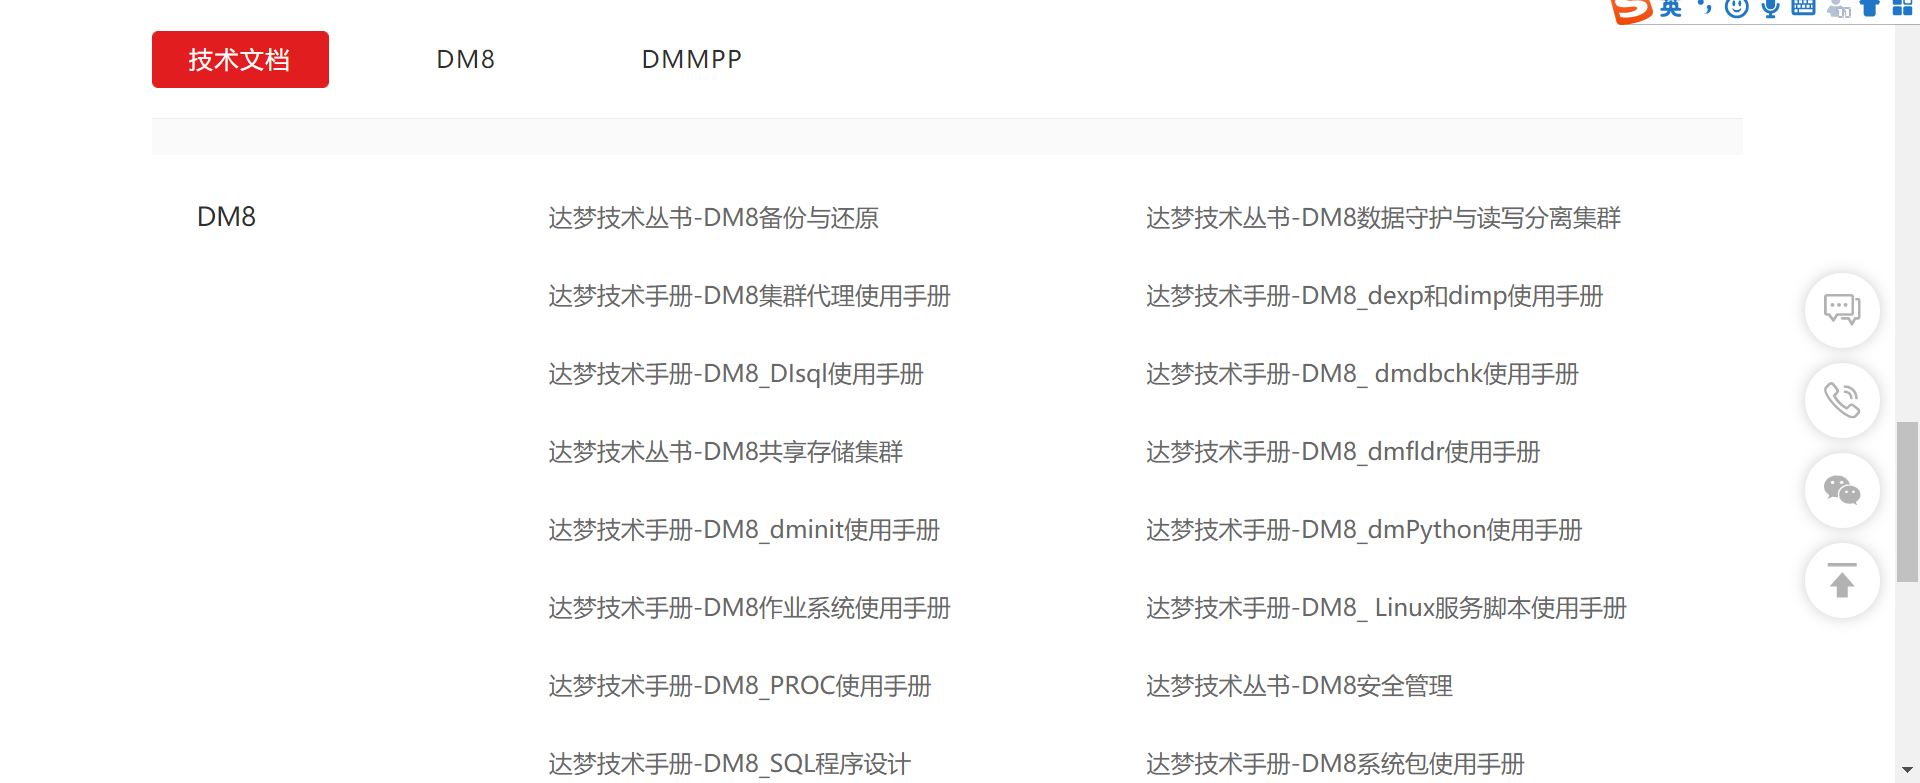 英
技术文档
DM8
DMMPP
DM8
达梦技术丛书-DM8备份与还原
达梦技术丛书-DM8数据守护与读写分离集群
达梦技术手册-DM8集群代理使用手册
达梦技术手册-DM8_dexp和dimp使用手册
达梦技术手册-DM8_DIsql使用手册
达梦技术手册-DM8_ dmdbchk使用手册
达梦技术丛书-DM8共享存储集群
达梦技术手册-DM8_dmfldr使用手册
达梦技术手册-DM8_dminit使用手册
达梦技术手册-DM8_dmPython使用手册
达梦技术手册-DM8作业系统使用手册
达梦技术手册-DM8_ Linux服务脚本使用手册
达梦技术手册-DM8_PROC使用手册
达梦技术丛书-DM8安全管理
达梦技术手册-DM8_SQL程序设计
达梦技术手册-DM8系统包使用手册